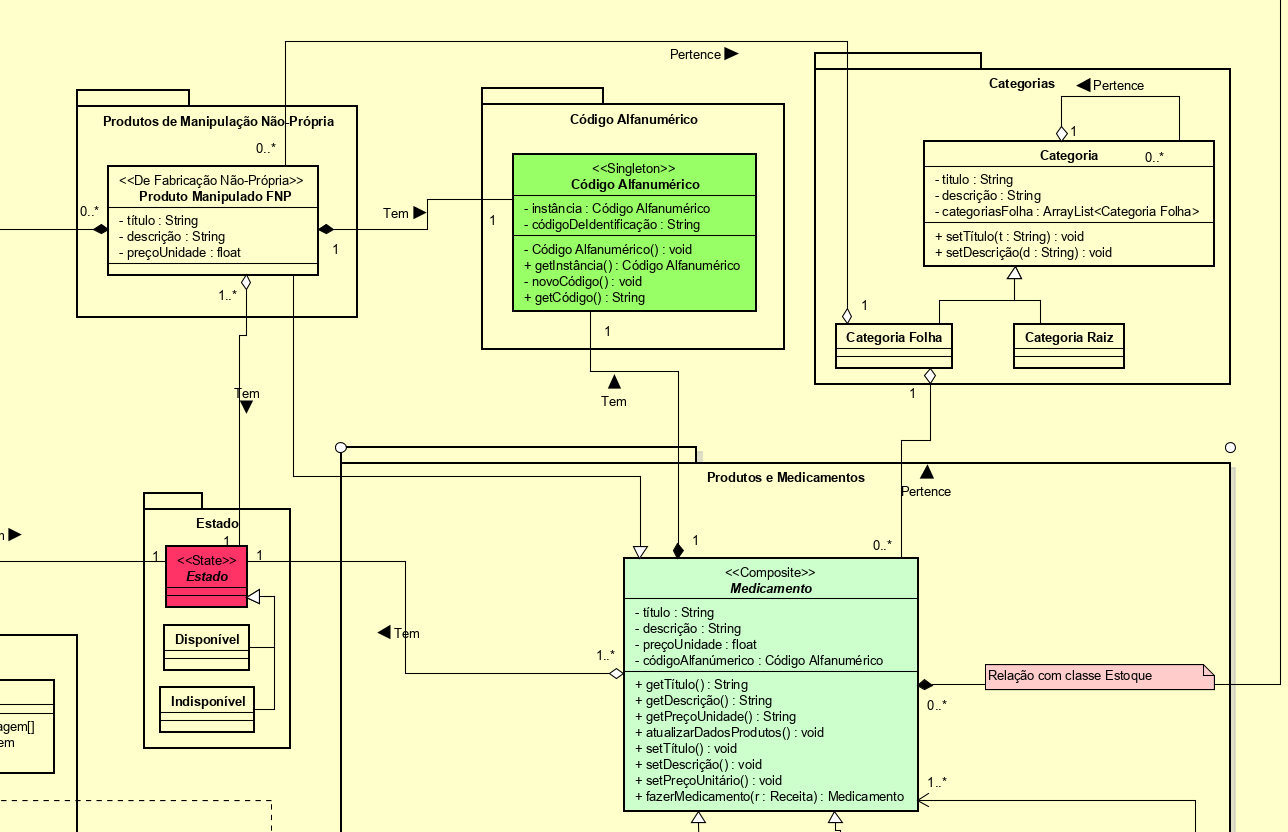 Pertence
Produtos de Manipulação Não-Própria
0..*
<<De Fabricação Não-Própria>>
Produto Manipulado FNP
- título : String
- descrição : String
- preçoUnidade : float
0..*
1
1..*
Tem
Código Alfanumérico
<<Singleton>>
Código Alfanumérico
- instância : Código Alfanumérico
- códigoDeIdentificação : String
- Código Alfanumérico() : void
+ getInstância() : Código Alfanumérico
- novoCódigo() : void
+ getCódigo() : String
1
1
Tem
Categorias
Pertence
1
0..*
Categoria
- titulo : String
- descrição : String
- categoriasFolha : ArrayList<Categoria Folha>
+ setTítulo(t : String) : void
+ setDescrição(d : String) : void
1
Categoria Folha
Categoria Raiz
1
Pertence
Tem
Estado
1
1
1
<<State>>
Estado
Disponível
Indisponível
Tem
1..*
Produtos e Medicamentos
1
0..*
<<Composite>>
Medicamento
- título : String
- descrição : String
- preçoUnidade : float
- códigoAlfanúmerico : Código Alfanumérico
+ getTítulo() : String
+ getDescrição() : String
+ getPreçoUnidade() : String
+ atualizarDadosProdutos() : void
+ setTítulo() : void
+ setDescrição() : void
+ setPreçoUnitário() : void
+ fazerMedicamento(r : Receita) : Medicamento
Relação com classe Estoque
0..*
1..*
agem[]
em